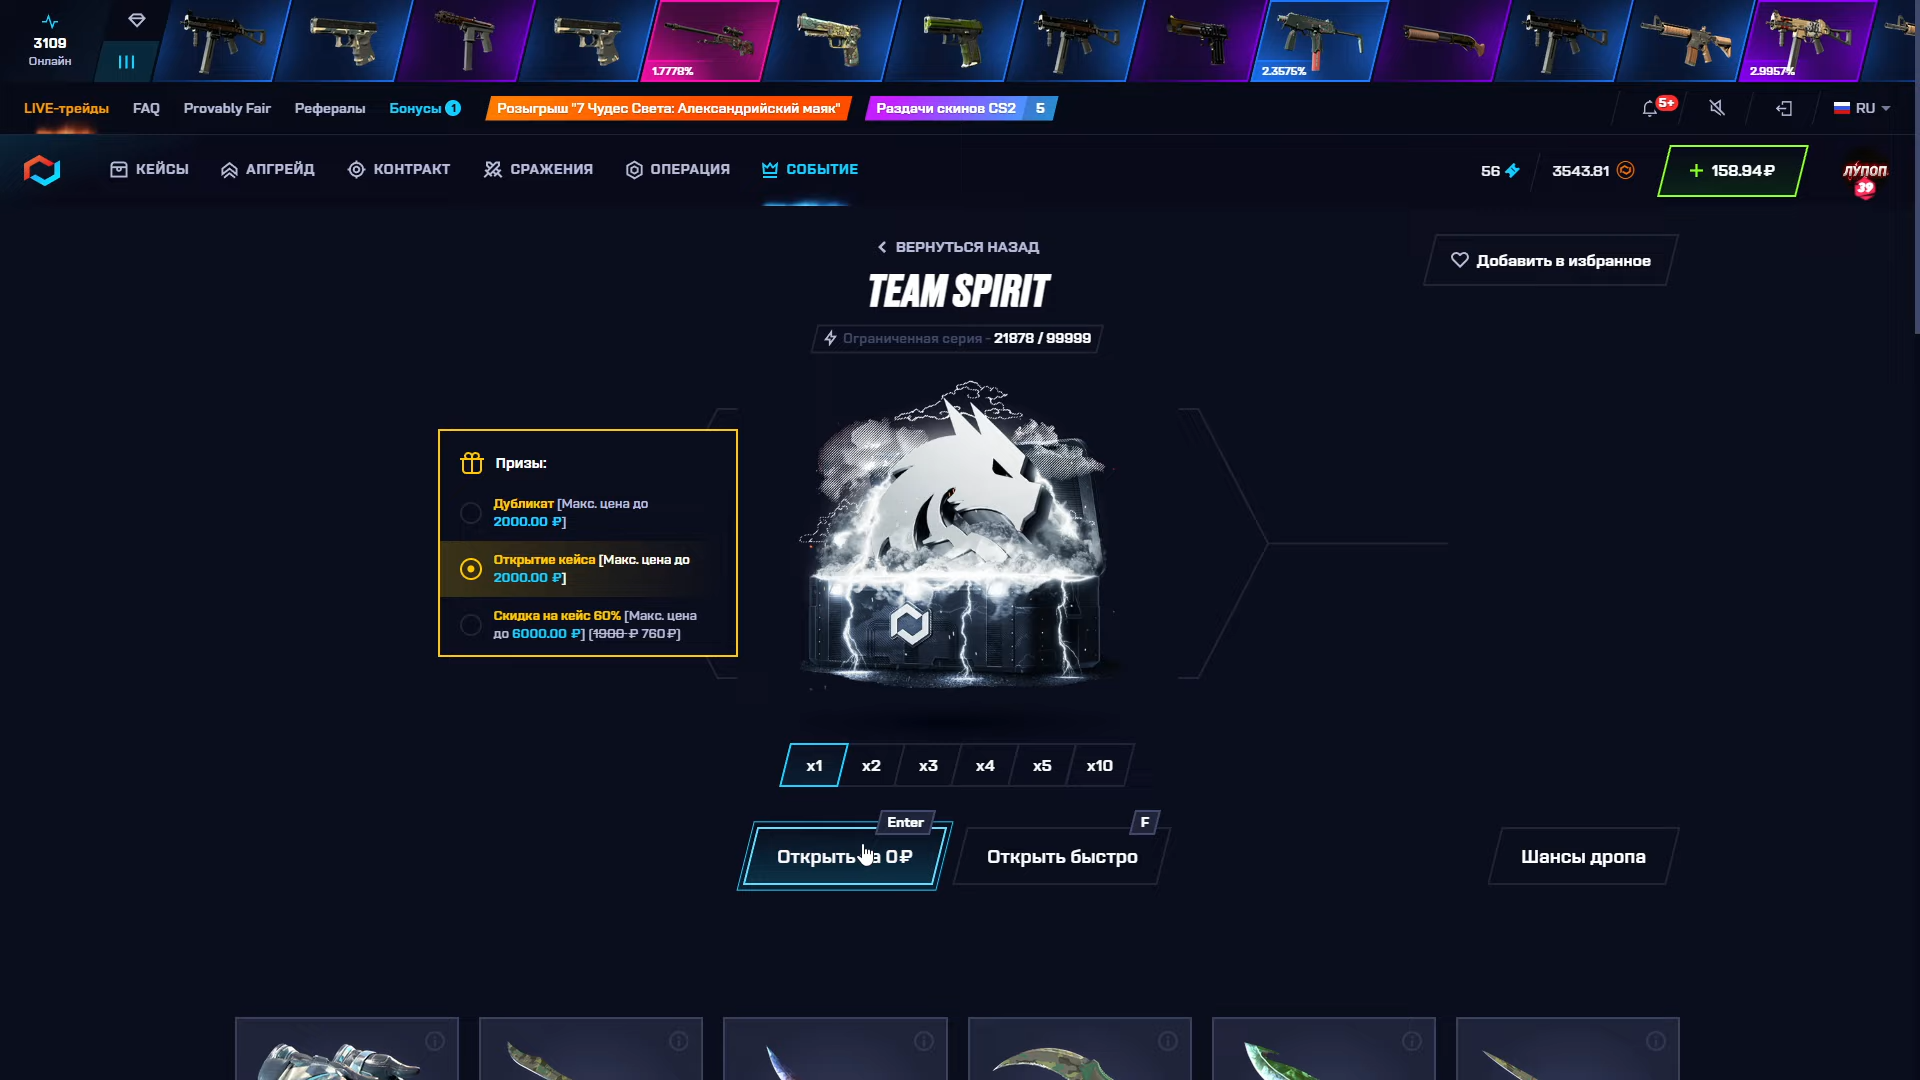 3109
Онлайн
1.7778%
2.3575%
2.9957%
LIVE-трейды
FAQ
Provably Fair
Рефералы
Бонусы 1
Розыгрыш "7 Чудес Света: Александрийский маяк"
Раздачи скинов CS2 5
5+
RU
КЕЙСЫ
АПГРЕЙД
КОНТРАКТ
СРАЖЕНИЯ
ОПЕРАЦИЯ
СОБЫТИЕ
56
3543.81
+ 158.94 ₽
ЛУПОП
39
ВЕРНУТЬСЯ НАЗАД
Добавить в избранное
TEAM SPIRIT
Ограниченная серия - 21878 / 99999
Призы:
Дубликат [Макс. цена до
2000.00 ₽]
Открытие кейса [Макс. цена до
2000.00 ₽]
Скидка на кейс 60% [Макс. цена
до 6000.00 ₽] [1900 ₽ 760 ₽]
x1
x2
x3
x4
x5
x10
Enter
F
Открыть за 0 ₽
Открыть быстро
Шансы дропа